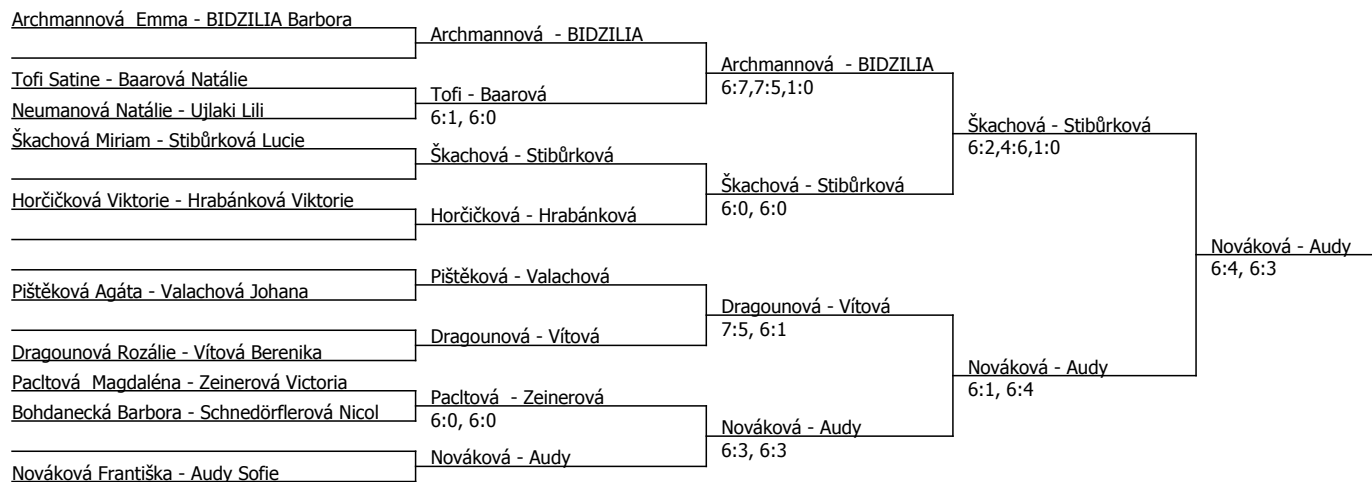 Archmannová  Emma - BIDZILIA Barbora
Tofi Satine - Baarová Natálie
Neumanová Natálie - Ujlaki Lili
Škachová Miriam - Stibůrková Lucie
Horčičková Viktorie - Hrabánková Viktorie
Pištěková Agáta - Valachová Johana
Dragounová Rozálie - Vítová Berenika
Pacltová  Magdaléna - Zeinerová Victoria
Bohdanecká Barbora - Schnedörflerová Nicol
Nováková Františka - Audy Sofie
Archmannová  - BIDZILIA
Tofi - Baarová
6:1, 6:0
Škachová - Stibůrková
Horčičková - Hrabánková
Pištěková - Valachová
Dragounová - Vítová
Pacltová  - Zeinerová
6:0, 6:0
Nováková - Audy
Archmannová  - BIDZILIA
6:7,7:5,1:0
Škachová - Stibůrková
6:0, 6:0
Dragounová - Vítová
7:5, 6:1
Nováková - Audy
6:3, 6:3
Škachová - Stibůrková
6:2,4:6,1:0
Nováková - Audy
6:1, 6:4
Nováková - Audy
6:4, 6:3